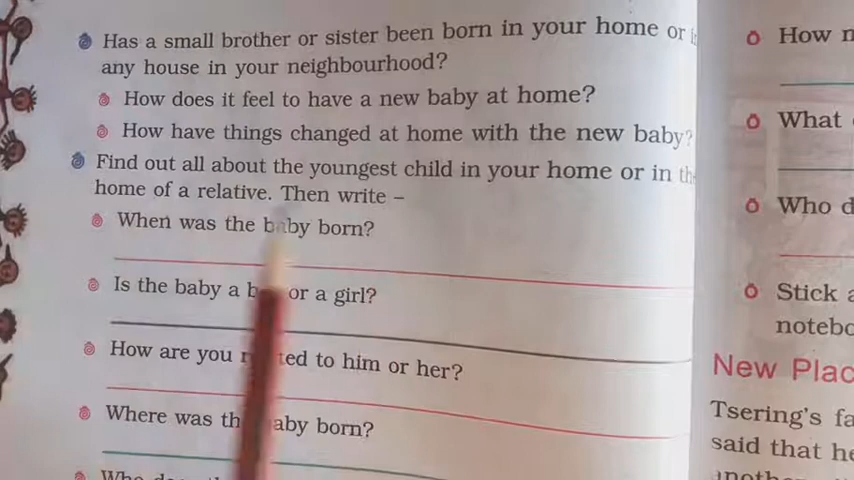 Has a small brother or sister been born in your home or
any house in your neighbourhood?
How does it feel to have a new baby at home?
How have things changed at home with the new baby?
Find out all about the youngest child in your home or in
home of a relative. Then write –
When was the baby born?
Is the baby a or a girl?
How are you to him or her?
Where was baby born?
How
What
Who
Stick
New
Tsering's
said that